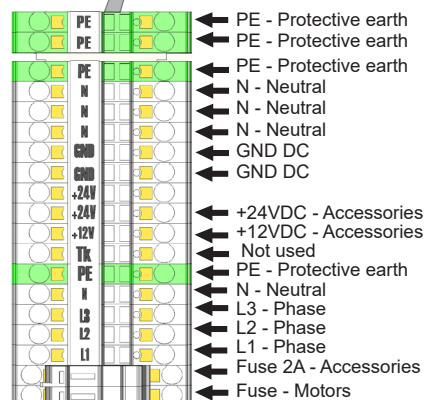 PE PE - Protective earth
PE PE - Protective earth
PE PE - Protective earth
N N - Neutral
N N - Neutral
N N - Neutral
GND GND DC
GND GND DC
+24V
+24V +24VDC - Accessories
+12V +12VDC - Accessories
Tk Not used
PE PE - Protective earth
N N - Neutral
L3 L3 - Phase
L2 L2 - Phase
L1 L1 - Phase
Fuse 2A - Accessories
Fuse - Motors